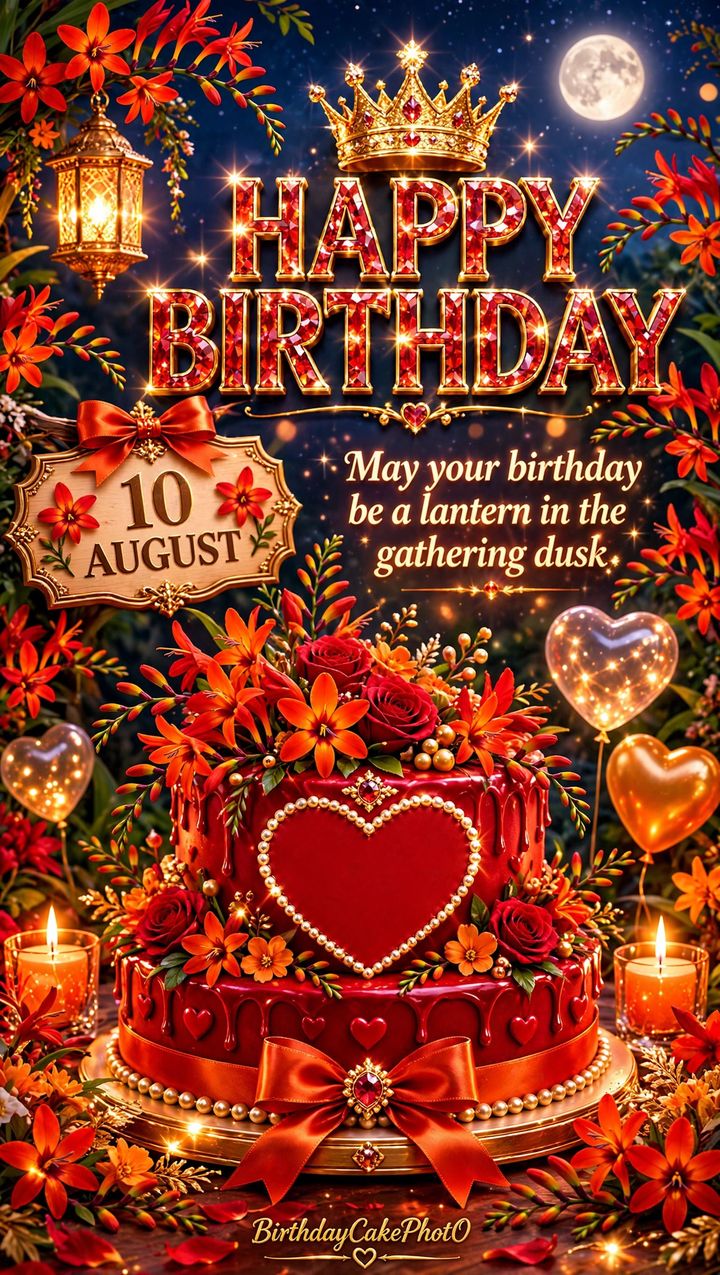 HAPPY
BIRTHDAY
10
AUGUST
May your birthday
be a lantern in the
gathering dusk.
BirthdayCakePhotO